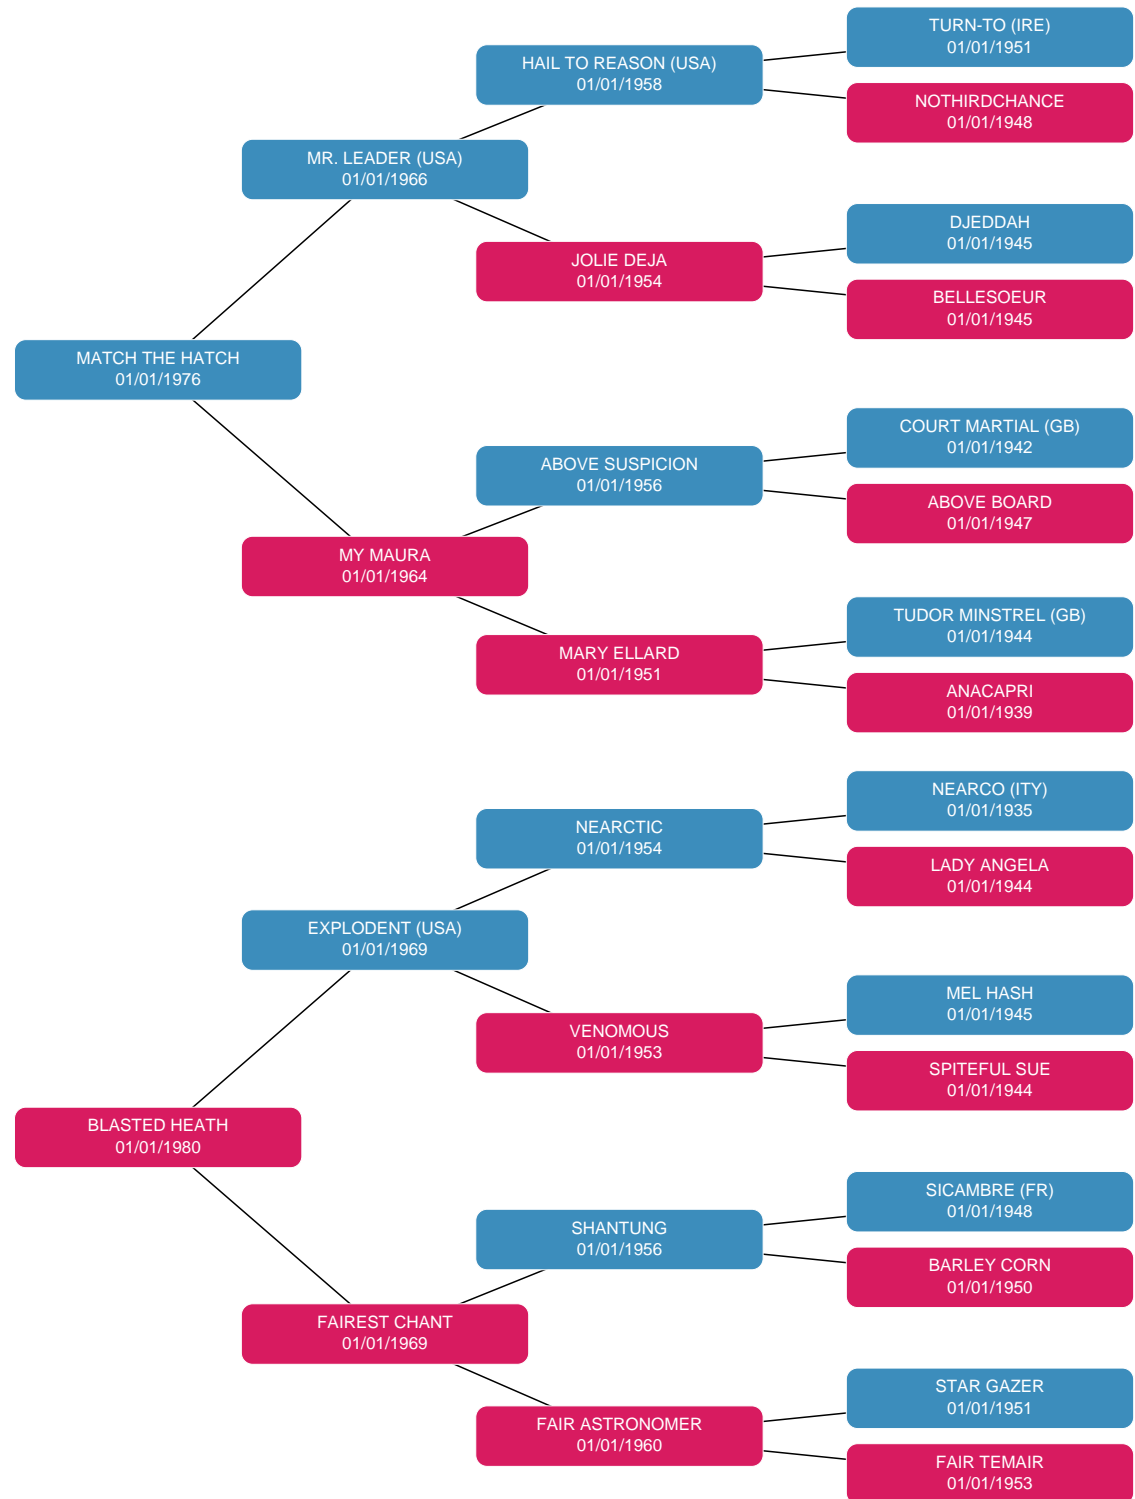 TURN-TO (IRE)
01/01/1951
HAIL TO REASON (USA)
01/01/1958
NOTHIRDCHANCE
01/01/1948
MR. LEADER (USA)
01/01/1966
DJEDDAH
01/01/1945
JOLIE DEJA
01/01/1954
BELLESOEUR
01/01/1945
MATCH THE HATCH
01/01/1976
COURT MARTIAL (GB)
01/01/1942
ABOVE SUSPICION
01/01/1956
ABOVE BOARD
01/01/1947
MY MAURA
01/01/1964
TUDOR MINSTREL (GB)
01/01/1944
MARY ELLARD
01/01/1951
ANACAPRI
01/01/1939
NEARCO (ITY)
01/01/1935
NEARCTIC
01/01/1954
LADY ANGELA
01/01/1944
EXPLODENT (USA)
01/01/1969
MEL HASH
01/01/1945
VENOMOUS
01/01/1953
SPITEFUL SUE
01/01/1944
BLASTED HEATH
01/01/1980
SICAMBRE (FR)
01/01/1948
SHANTUNG
01/01/1956
BARLEY CORN
01/01/1950
FAIREST CHANT
01/01/1969
STAR GAZER
01/01/1951
FAIR ASTRONOMER
01/01/1960
FAIR TEMAIR
01/01/1953